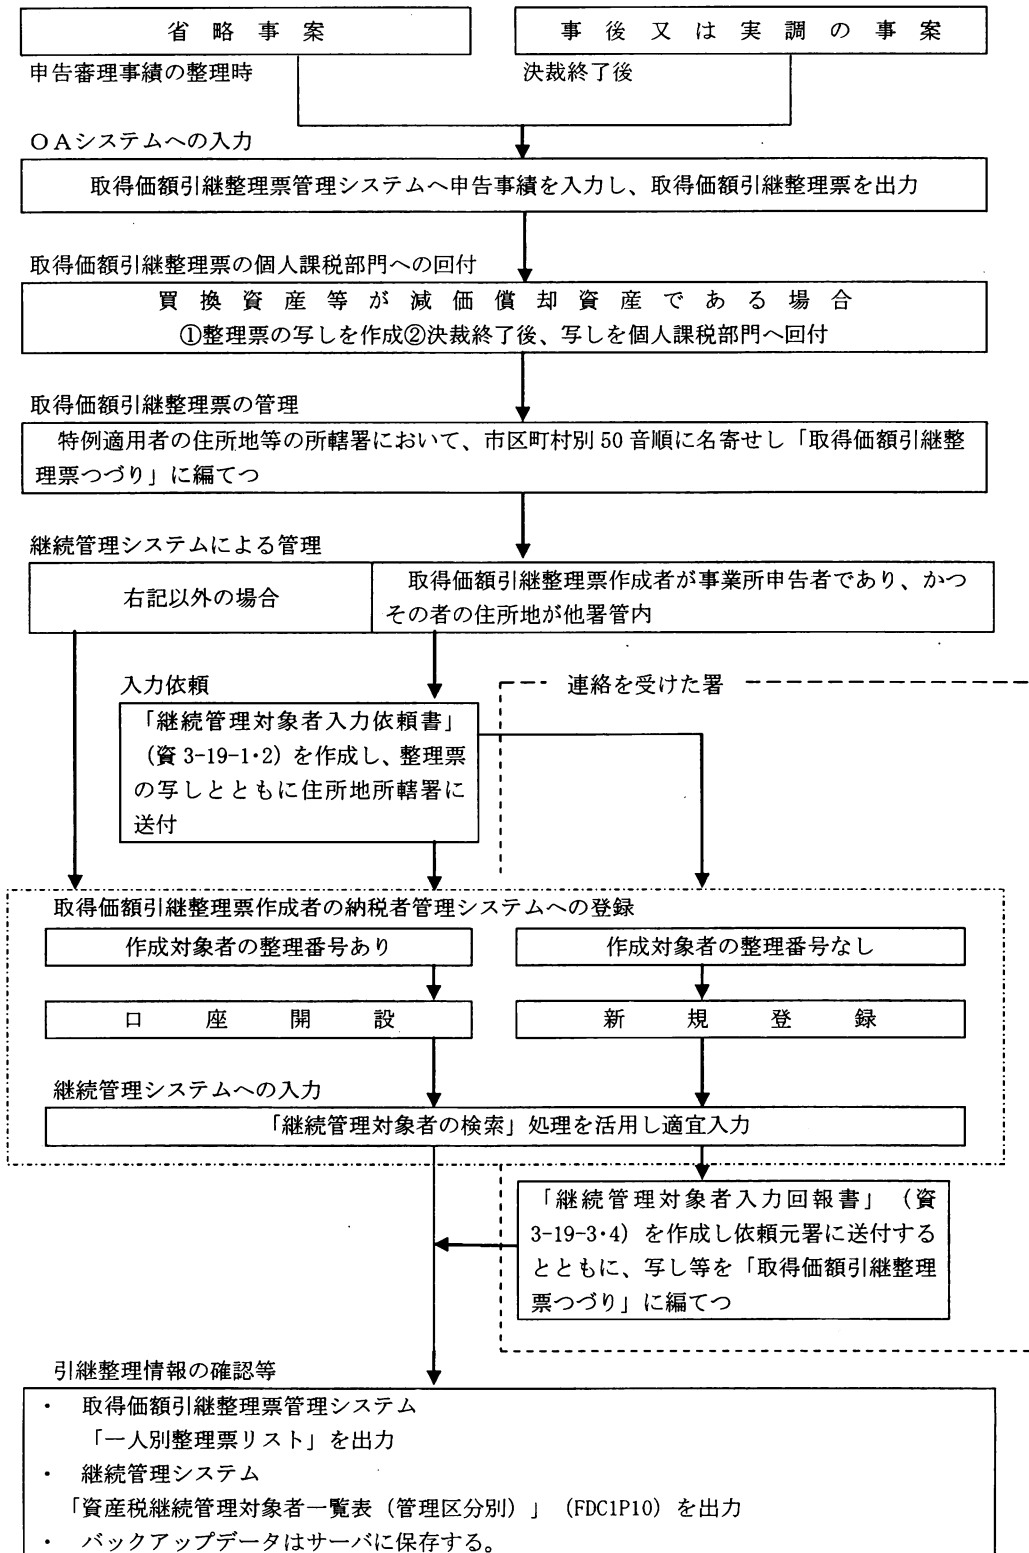 省略事案
事後又は実調の事案
申告審理事績の整理時
決裁終了後
ＯＡシステムへの入力
取得価額引継整理票管理システムへ申告事績を入力し、取得価額引継整理票を出力
取得価額引継整理票の個人課税部門への回付
買換資産等が減価償却資産である場合
①整理票の写しを作成②決裁終了後、写しを個人課税部門へ回付
取得価額引継整理票の管理
特例適用者の住所地等の所轄署において、市区町村別 50 音順に名寄せし「取得価額引継整
理票つづり」に編てつ
継続管理システムによる管理
右記以外の場合
取得価額引継整理票作成者が事業所申告者であり、かつ
その者の住所地が他署管内
入力依頼
連絡を受けた署
「継続管理対象者入力依頼書」
（資 3-19-1･2）を作成し、整理票
の写しとともに住所地所轄署に
送付
取得価額引継整理票作成者の納税者管理システムへの登録
作成対象者の整理番号あり
作成対象者の整理番号なし
口座開設
新規登録
継続管理システムへの入力
「継続管理対象者の検索」処理を活用し適宜入力
「継続管理対象者入力回報書」（資
3-19-3･4）を作成し依頼元署に送付する
とともに、写し等を「取得価額引継整理
票つづり」に編てつ
引継整理情報の確認等
・ 取得価額引継整理票管理システム
「一人別整理票リスト」を出力
・ 継続管理システム
「資産税継続管理対象者一覧表（管理区分別）」（FDC1P10）を出力
・ バックアップデータはサーバに保存する。